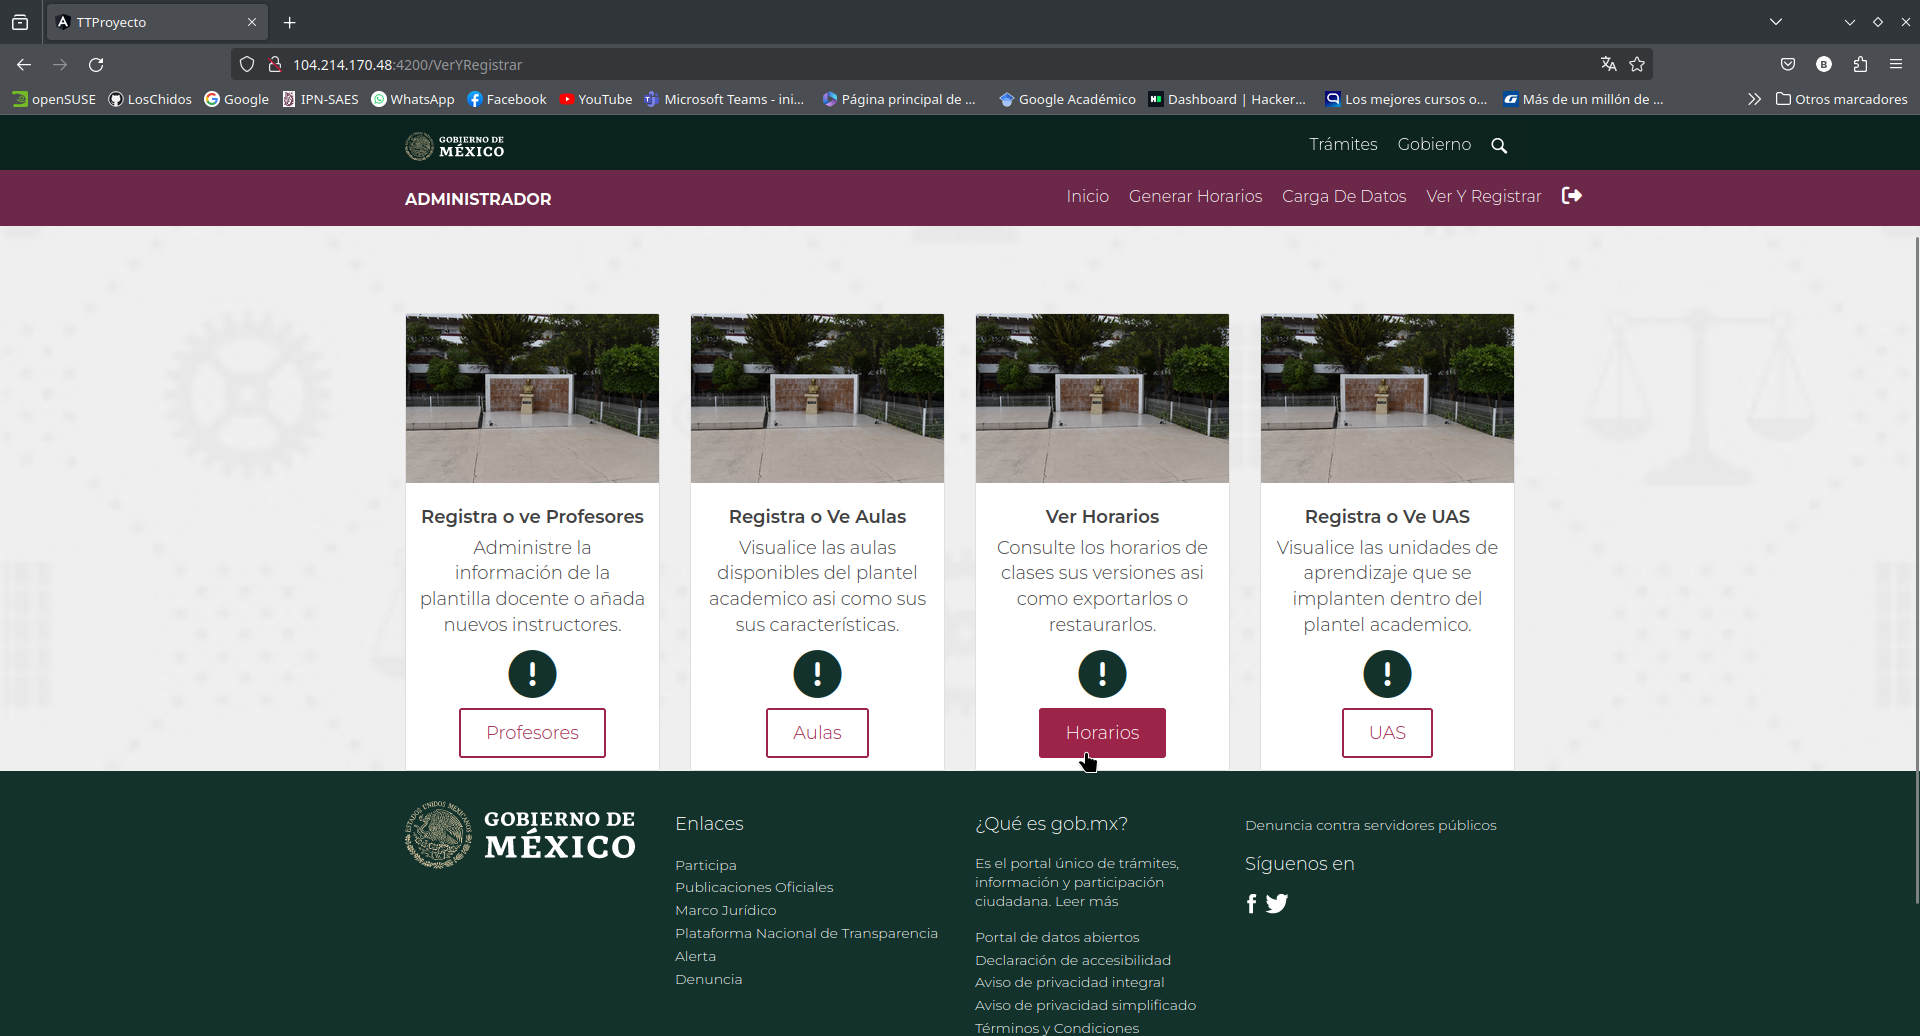 TTProyecto
104.214.170.48:4200/VerYRegistrar
B
openSUSE LosChidos Google IPN-SAES WhatsApp Facebook YouTube Microsoft Teams - ini... Página principal de ... Google Académico Dashboard | Hacker... Los mejores cursos o... Más de un millón de ... Otros marcadores
GOBIERNO DE
MÉXICO
Trámites Gobierno
ADMINISTRADOR
Inicio Generar Horarios Carga De Datos Ver Y Registrar
Registra o ve Profesores
Administre la
información de la
plantilla docente o añada
nuevos instructores.
!
Profesores
Registra o Ve Aulas
Visualice las aulas
disponibles del plantel
academico asi como sus
sus características.
!
Aulas
Ver Horarios
Consulte los horarios de
clases sus versiones asi
como exportarlos o
restaurarlos.
!
Horarios
Registra o Ve UAS
Visualice las unidades de
aprendizaje que se
implanten dentro del
plantel academico.
!
UAS
ESTADOS UNIDOS MEXICANOS
GOBIERNO DE
MÉXICO
Enlaces
Participa
Publicaciones Oficiales
Marco Jurídico
Plataforma Nacional de Transparencia
Alerta
Denuncia
¿Qué es gob.mx?
Es el portal único de trámites,
información y participación
ciudadana. Leer más
Portal de datos abiertos
Declaración de accesibilidad
Aviso de privacidad integral
Aviso de privacidad simplificado
Términos y Condiciones
Denuncia contra servidores públicos
Síguenos en